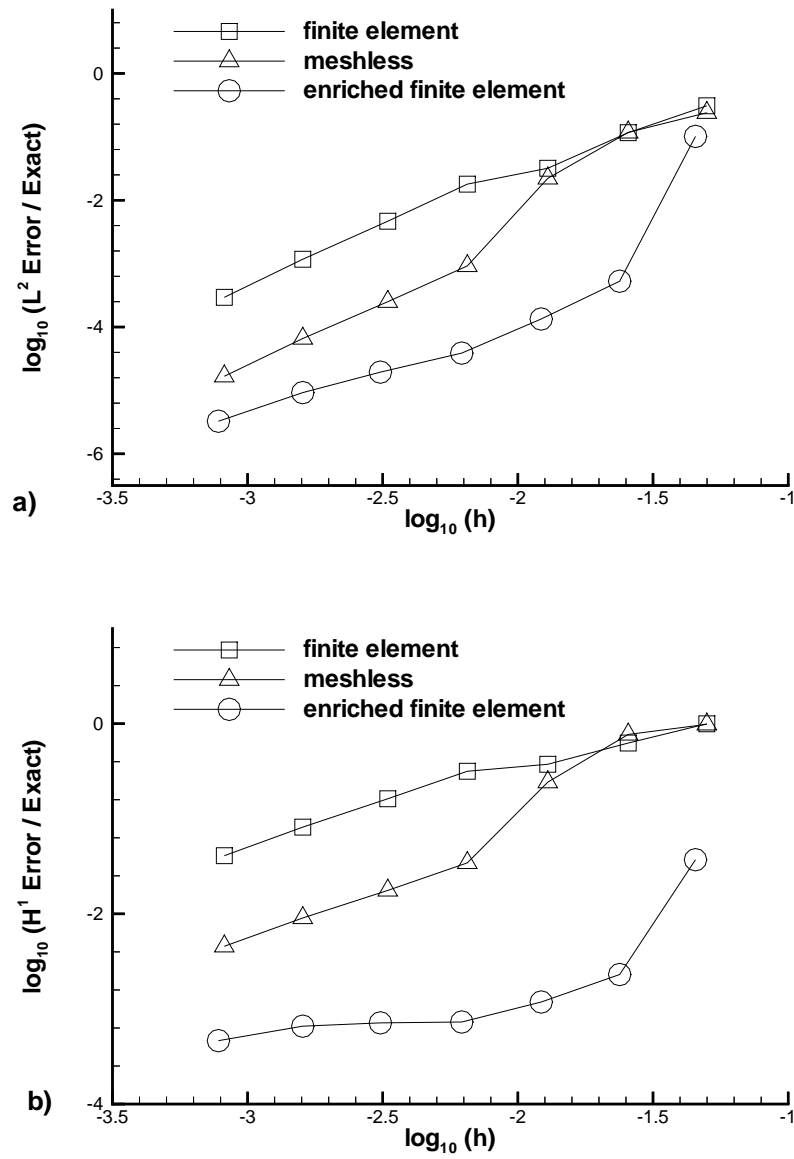 finite element
meshless
enriched finite element
0
-2
-4
-6
log10 (L2 Error / Exact)
-3.5 -3 -2.5 -2 -1.5 -1
log10 (h)
a)
finite element
meshless
enriched finite element
0
-2
-4
log10 (H1 Error / Exact)
-3.5 -3 -2.5 -2 -1.5 -1
log10 (h)
b)